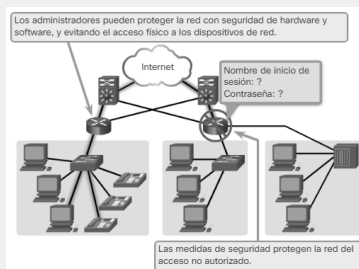 Los administradores pueden proteger la red con seguridad de hardware y
software, y evitando el acceso físico a los dispositivos de red.
Internet
Nombre de inicio de
sesión: ?
Contraseña: ?
Las medidas de seguridad protegen la red del
acceso no autorizado.